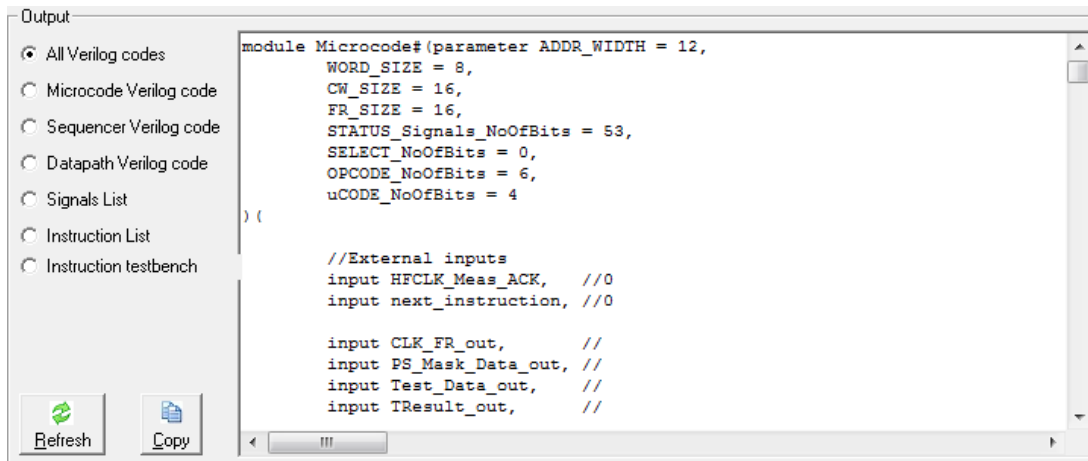 Output
All Verilog codes
Microcode Verilog code
Sequencer Verilog code
Datapath Verilog code
Signals List
Instruction List
Instruction testbench
Refresh
Copy
module Microcode#(parameter ADDR_WIDTH = 12,
WORD_SIZE = 8,
CW_SIZE = 16,
FR_SIZE = 16,
STATUS_Signals_NoOfBits = 53,
SELECT_NoOfBits = 0,
OPCODE_NoOfBits = 6,
uCODE_NoOfBits = 4
)(
//External inputs
input HFCLK_Meas_ACK, //0
input next_instruction, //0
input CLK_FR_out, //
input PS_Mask_Data_out, //
input Test_Data_out, //
input TResult_out, //